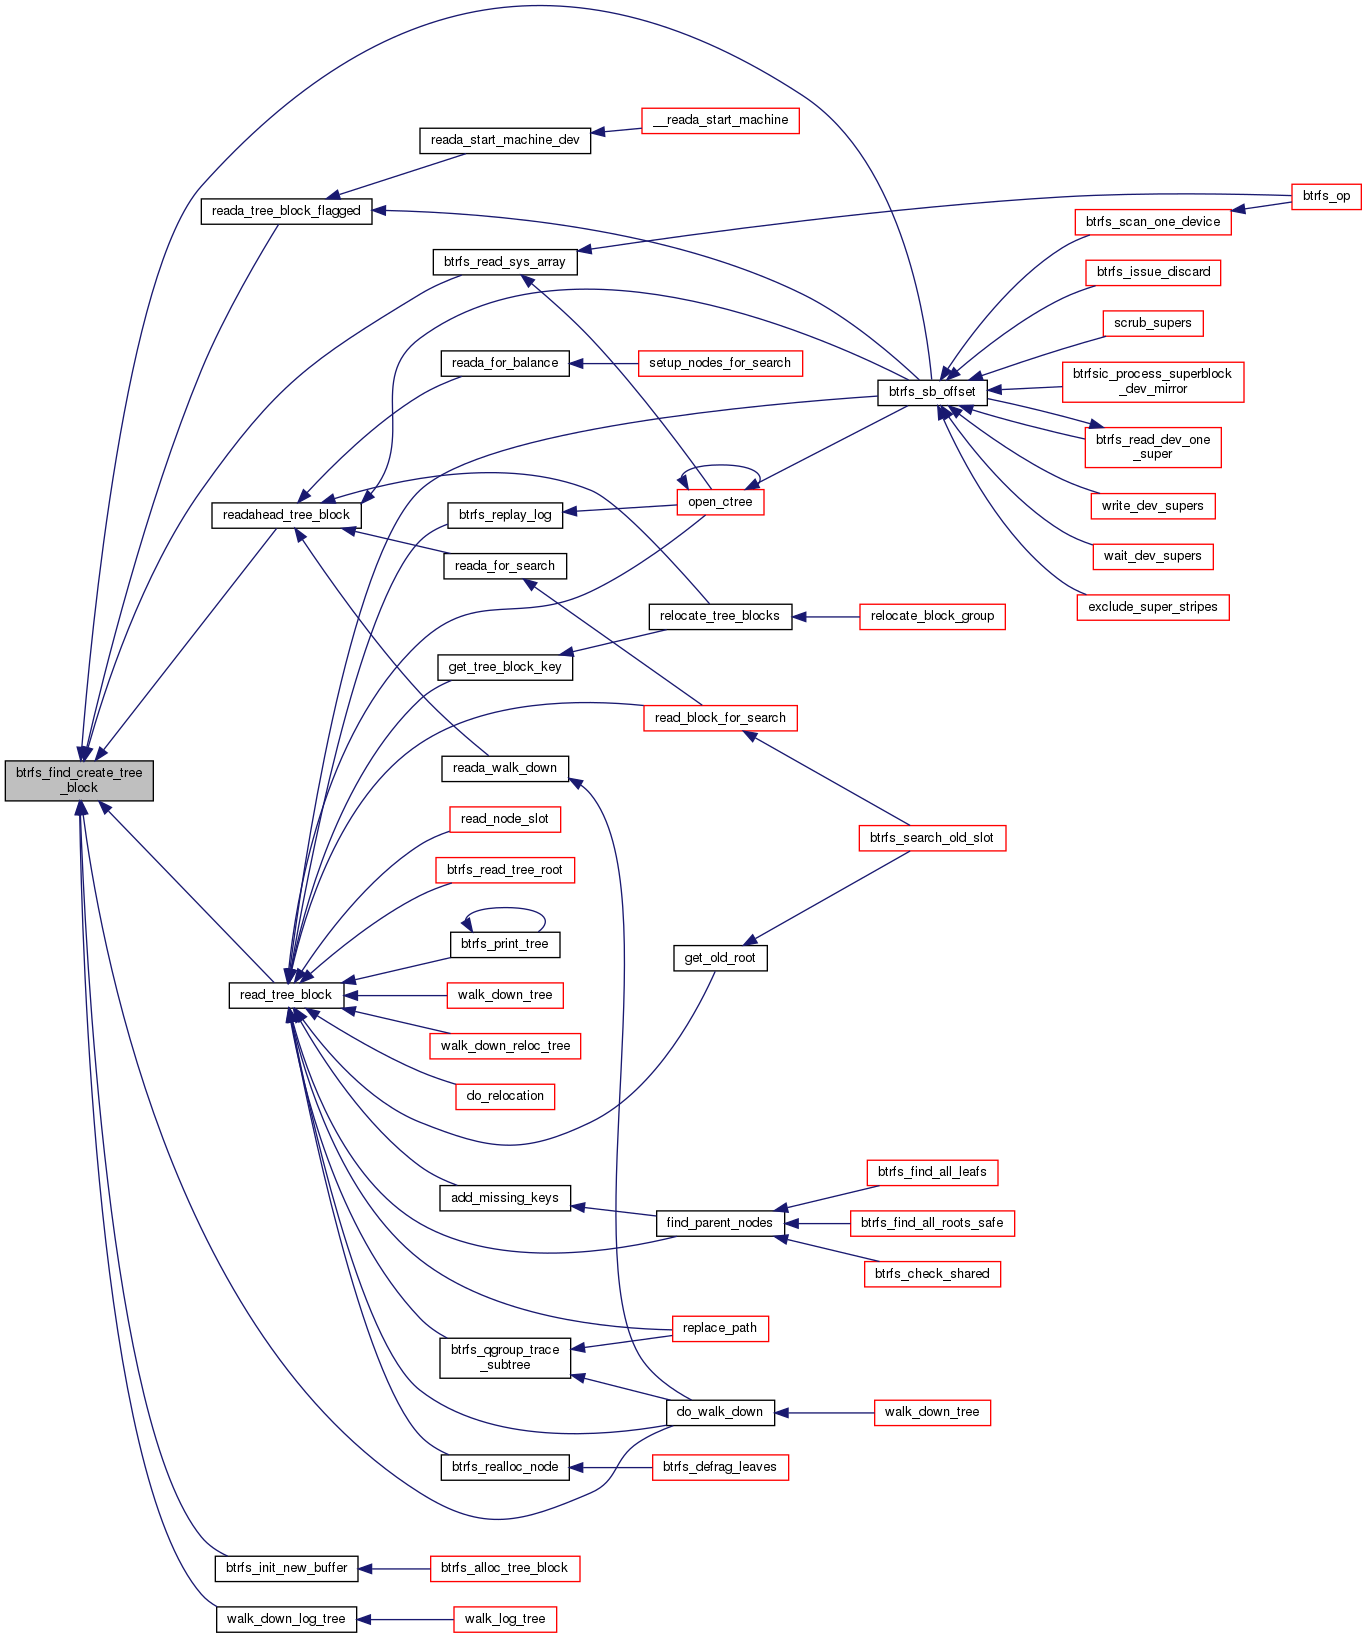 __reada_start_machine
reada_start_machine_dev
btrfs_op
reada_tree_block_flagged
btrfs_scan_one_device
btrfs_read_sys_array
btrfs_issue_discard
scrub_supers
reada_for_balance
setup_nodes_for_search
btrfsic_process_superblock
_dev_mirror
btrfs_sb_offset
btrfs_read_dev_one
_super
readahead_tree_block
btrfs_replay_log
open_ctree
write_dev_supers
wait_dev_supers
reada_for_search
exclude_super_stripes
relocate_tree_blocks
relocate_block_group
get_tree_block_key
read_block_for_search
btrfs_find_create_tree
_block
reada_walk_down
read_node_slot
btrfs_search_old_slot
btrfs_read_tree_root
btrfs_print_tree
get_old_root
read_tree_block
walk_down_tree
walk_down_reloc_tree
do_relocation
btrfs_find_all_leafs
add_missing_keys
find_parent_nodes
btrfs_find_all_roots_safe
btrfs_check_shared
replace_path
btrfs_qgroup_trace
_subtree
do_walk_down
walk_down_tree
btrfs_realloc_node
btrfs_defrag_leaves
btrfs_init_new_buffer
btrfs_alloc_tree_block
walk_down_log_tree
walk_log_tree